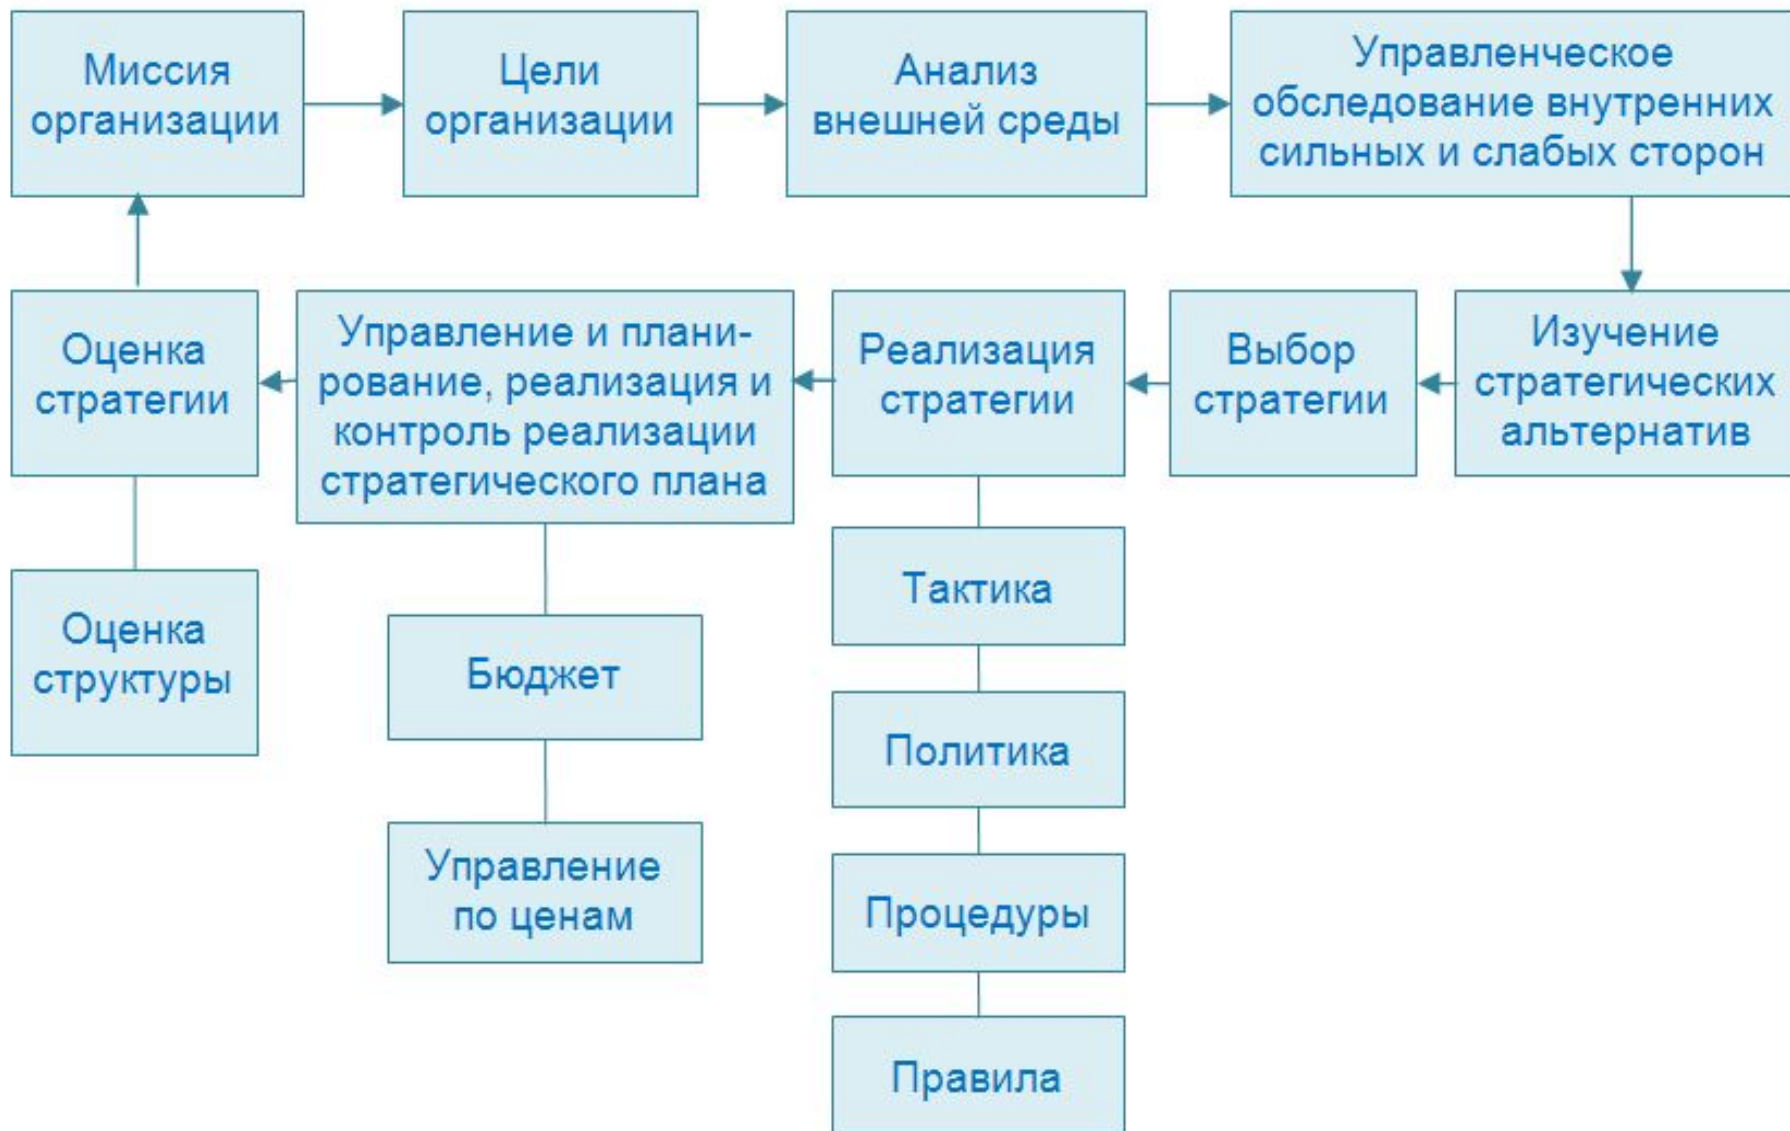 Миссия
организации
Цели
организации
Анализ
внешней среды
Управленческое
обследование внутренних
сильных и слабых сторон
Оценка
стратегии
Управление и плани-
рование, реализация и
контроль реализации
стратегического плана
Реализация
стратегии
Выбор
стратегии
Изучение
стратегических
альтернатив
Оценка
структуры
Бюджет
Управление
по ценам
Тактика
Политика
Процедуры
Правила